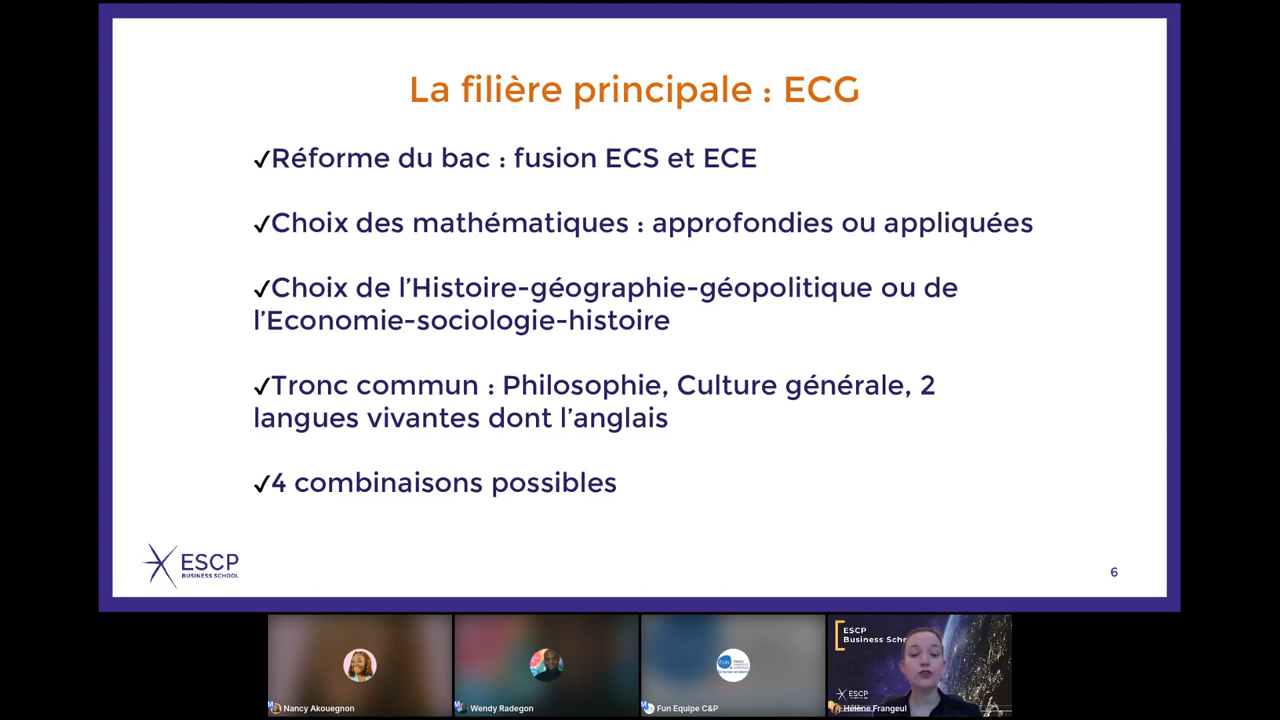 La filière principale : ECG
✓Réforme du bac : fusion ECS et ECE
✓Choix des mathématiques : approfondies ou appliquées
✓Choix de l’Histoire-géographie-géopolitique ou de
l’Economie-sociologie-histoire
✓Tronc commun : Philosophie, Culture générale, 2
langues vivantes dont l’anglais
✓4 combinaisons possibles
ESCP
BUSINESS SCHOOL
6
ESCP
Business Scho
FUN
ESCP
Nancy Akouegnon
Wendy Radegon
Fun Equipe C&P
Hélène Frangeul